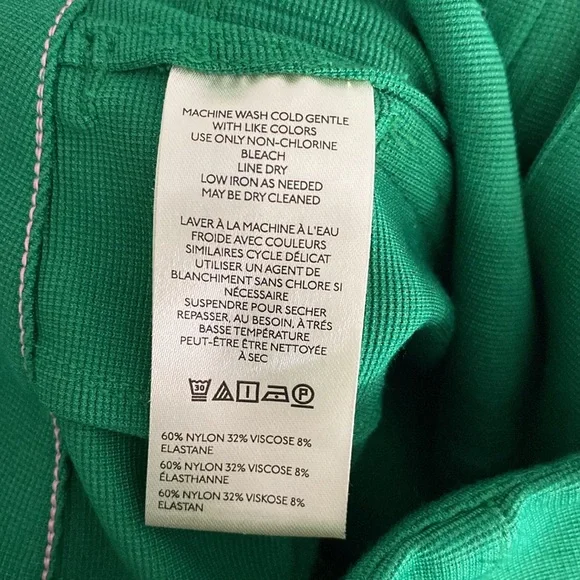 MACHINE WASH COLD GENTLE
WITH LIKE COLORS
USE ONLY NON-CHLORINE
BLEACH
LINE DRY
LOW IRON AS NEEDED
MAY BE DRY CLEANED
LAVER À LA MACHINE À L'EAU
FROIDE AVEC COULEURS
SIMILAIRES CYCLE DÉLICAT
UTILISER UN AGENT DE
BLANCHIMENT SANS CHLORE SI
NÉCESSAIRE
SUSPENDRE POUR SECHER
REPASSER, AU BESOIN, À TRÉS
BASSE TEMPÉRATURE
PEUT-ÊTRE ÊTRE NETTOYÉE
À SEC
30 P
60% NYLON 32% VISCOSE 8%
ELASTANE
60% NYLON 32% VISCOSE 8%
ÉLASTHANNE
60% NYLON 32% VISKOSE 8%
ELASTAN